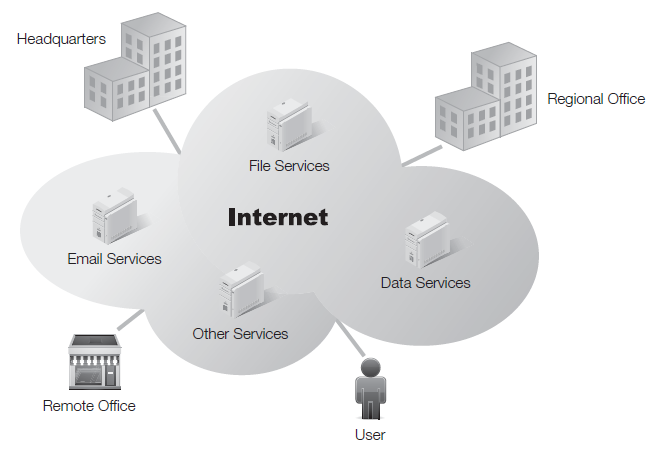 Headquarters
Regional Office
File Services
Internet
Email Services
Data Services
Other Services
Remote Office
User